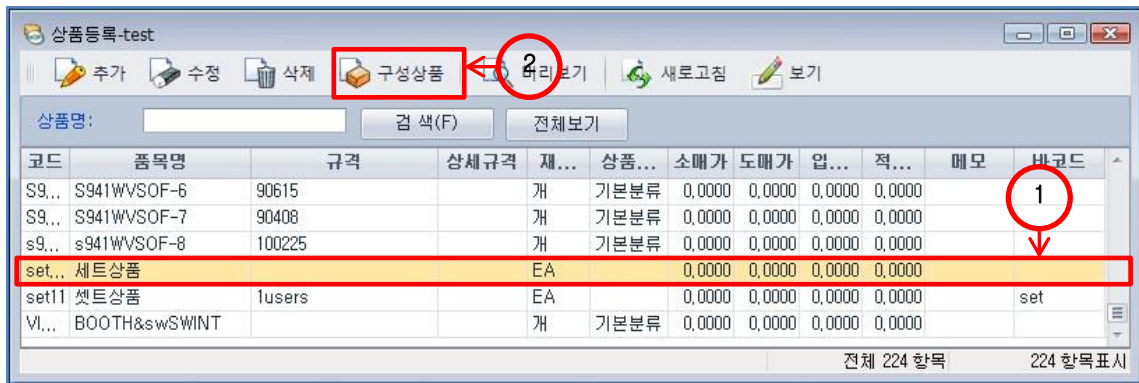 상품등록-test
추가 수정 삭제 구성상품 2 미리보기 새로고침 보기
상품명: 검 색(F) 전체보기
코드 품목명 규격 상세규격 재... 상품... 소매가 도매가 입... 적... 메모 바코드
S9,,, S941WVSOF-6 90615 개 기본분류 0,0000 0,0000 0,0000 0,0000
S9,,, S941WVSOF-7 90408 개 기본분류 0,0000 0,0000 0,0000 0,0000 1
s9,,, s941WVSOF-8 100225 개 기본분류 0,0000 0,0000 0,0000 0,0000
set,,, 세트상품 EA 0,0000 0,0000 0,0000 0,0000
set11 셋트상품 1users EA 0,0000 0,0000 0,0000 0,0000 set
VI,,, BOOTH&swSWINT 개 기본분류 0,0000 0,0000 0,0000 0,0000
전체 224 항목 224 항목표시